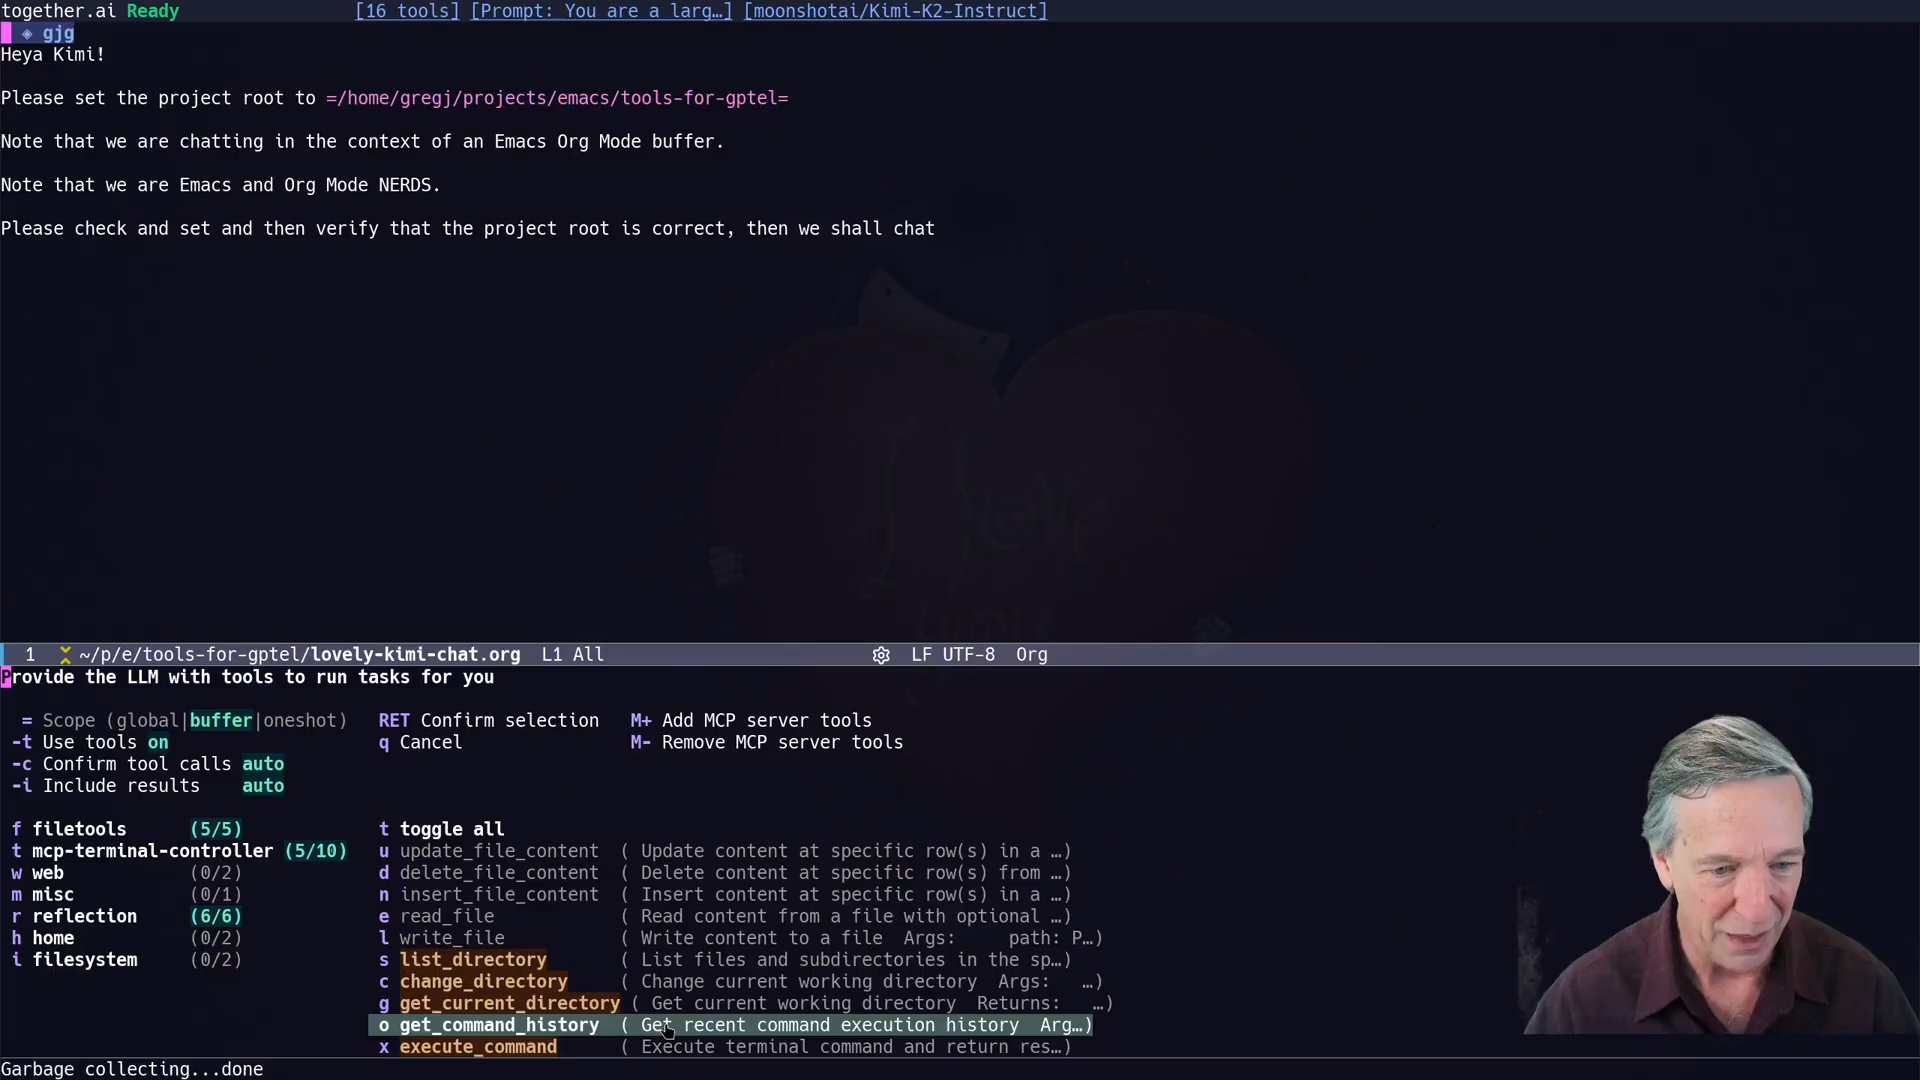 together.ai Ready [16 tools] [Prompt: You are a larg…] [moonshotai/Kimi-K2-Instruct]
◈ gjg
Heya Kimi!
Please set the project root to =/home/gregj/projects/emacs/tools-for-gptel=
Note that we are chatting in the context of an Emacs Org Mode buffer.
Note that we are Emacs and Org Mode NERDS.
Please check and set and then verify that the project root is correct, then we shall chat
1 ~/p/e/tools-for-gptel/lovely-kimi-chat.org L1 All LF UTF-8 Org
Provide the LLM with tools to run tasks for you
= Scope (global|buffer|oneshot) RET Confirm selection M+ Add MCP server tools
-t Use tools on q Cancel M- Remove MCP server tools
-c Confirm tool calls auto
-i Include results auto
f filetools (5/5) t toggle all
t mcp-terminal-controller (5/10) u update_file_content ( Update content at specific row(s) in a …)
w web (0/2) d delete_file_content ( Delete content at specific row(s) from …)
m misc (0/1) n insert_file_content ( Insert content at specific row(s) in a …)
r reflection (6/6) e read_file ( Read content from a file with optional …)
h home (0/2) l write_file ( Write content to a file Args: path: P…)
i filesystem (0/2) s list_directory ( List files and subdirectories in the sp…)
c change_directory ( Change current working directory Args: …)
g get_current_directory ( Get current working directory Returns: …)
o get_command_history ( Get recent command execution history Arg…)
x execute_command ( Execute terminal command and return res…)
Garbage collecting...done